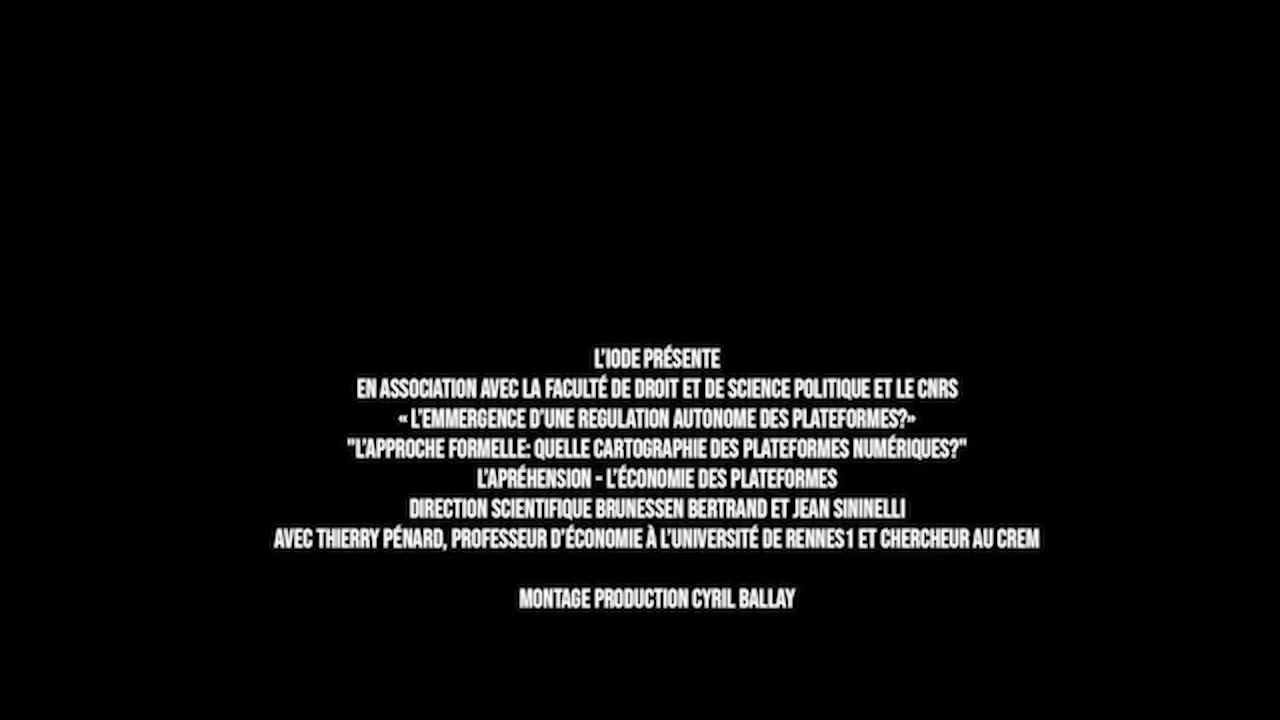 L'IODE PRÉSENTE
EN ASSOCIATION AVEC LA FACULTÉ DE DROIT ET DE SCIENCE POLITIQUE ET LE CNRS
« L'EMMERGENCE D'UNE REGULATION AUTONOME DES PLATEFORMES?»
"L'APPROCHE FORMELLE: QUELLE CARTOGRAPHIE DES PLATEFORMES NUMÉRIQUES?"
L'APRÉHENSION - L'ÉCONOMIE DES PLATEFORMES
DIRECTION SCIENTIFIQUE BRUNESSEN BERTRAND ET JEAN SININELLI
AVEC THIERRY PÉNARD, PROFESSEUR D'ÉCONOMIE À L'UNIVERSITÉ DE RENNES1 ET CHERCHEUR AU CREM
MONTAGE PRODUCTION CYRIL BALLAY